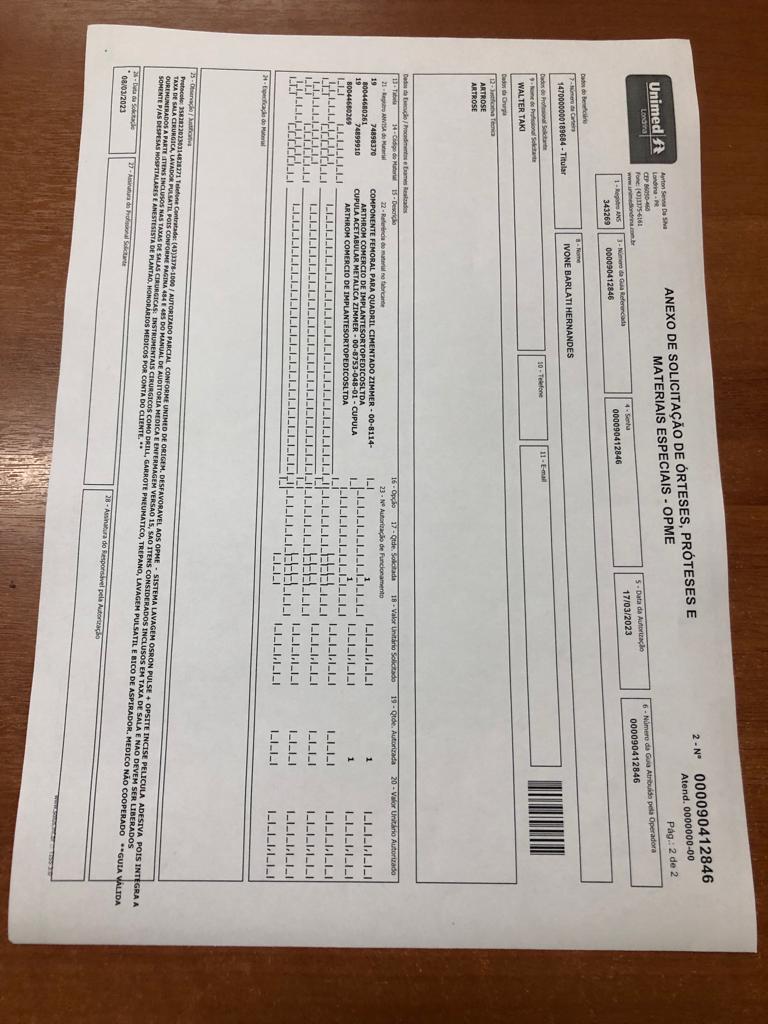 Unimed
Londrina
Ayrton Senna Da Silva
Londrina - PR
CEP 86050-460
Fone: (43)3375-6161
www.unimedlondrina.com.br
ANEXO DE SOLICITAÇÃO DE ÓRTESES, PRÓTESES E
MATERIAIS ESPECIAIS - OPME
2 - Nº 000090412846
Atend. 0000000-00
Pág.: 2 de 2
1 - Registro ANS
343269
3 - Número da Guia Referenciada
000090412846
4 - Senha
000090412846
5 - Data da Autorização
17/03/2023
6 - Número da Guia Atribuído pela Operadora
000090412846
Dados do Beneficiário
7 - Número da Carteira
1470000000189684 - Titular
8 - Nome
IVONE BARLATI HERNANDES
Dados do Profissional Solicitante
9 - Nome do Profissional Solicitante
WALTER TAKI
10 - Telefone
11 - E-mail
Dados da Cirurgia
12 - Justificativa Técnica
ARTROSE
ARTROSE
Dados da Execução / Procedimentos e Exames Realizados
13 - Tabela 14 - Código do Material 15 - Descrição 16 - Opção 17 - Qtde. Solicitada 18 - Valor Unitário Solicitado 19 - Qtde. Autorizada 20 - Valor Unitário Autorizado
21 - Registro ANVISA do Material 22 - Referência do material no fabricante 23 - Nº Autorização de Funcionamento
19 74898370 COMPONENTE FEMORAL PARA QUADRIL CIMENTADO ZIMMER - 00-8114- 1 1
80044680261 ARTHROM COMERCIO DE IMPLANTESORTOPEDICOSLTDA
19 74899910 CUPULA ACETABULAR METALICA ZIMMER - 00-8753-048-01 - CUPULA 1 1
80044680269 ARTHROM COMERCIO DE IMPLANTESORTOPEDICOSLTDA
24 - Especificação do Material
25 - Observação / Justificativa
Protocolo: 35828220230314828271 Telefone Contratado: (43)3378-1000 / AUTORIZADO PARCIAL CONFORME UNIMED DE ORIGEM. DESFAVORAVEL AOS OPME - SISTEMA LAVAGEM OSRON PULSE + OPSITE INCISE PELICULA ADESIVA POIS INTEGRA A
TAXA DE SALA CIRURGICA, LAVADOR PULSATIL POIS CONFORME PAGINA 484 E 485 DO MANUAL DE AUDITORIA MEDICA E ENFERMAGEM VERSAO 15, SAO ITENS CONSIDERADOS INCLUSOS EM TAXA DE SALA E NAO DEVEM SER LIBERADOS
OUREMUNERADOS A PARTE :ITENS INCLUSOS NAS TAXAS DE SALAS CIRURGICAS: INSTRUMENTAIS CIRURGICOS COMO DRILL, GARROTE PNEUMATICO, TREPANO, LAVAGEM PULSATIL E BICO DE ASPIRADOR. MEDICO NÃO COOPERADO **GUIA VÁLIDA
SOMENTE P/AS DESPESAS HOSPITALARES E ANESTESISTA DE PLANTAO. HONORÁRIOS MEDICOS POR CONTA DO CLIENTE. **
26 - Data da Solicitação
08/03/2023
27 - Assinatura do Profissional Solicitante
28 - Assinatura do Responsável pela Autorização